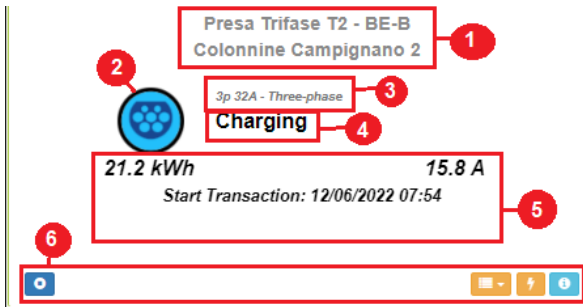 Presa Trifase T2 - BE-B
Colonnine Campignano 2
1
2
3p 32A - Three-phase
3
Charging
4
21.2 kWh 15.8 A
Start Transaction: 12/06/2022 07:54
5
6